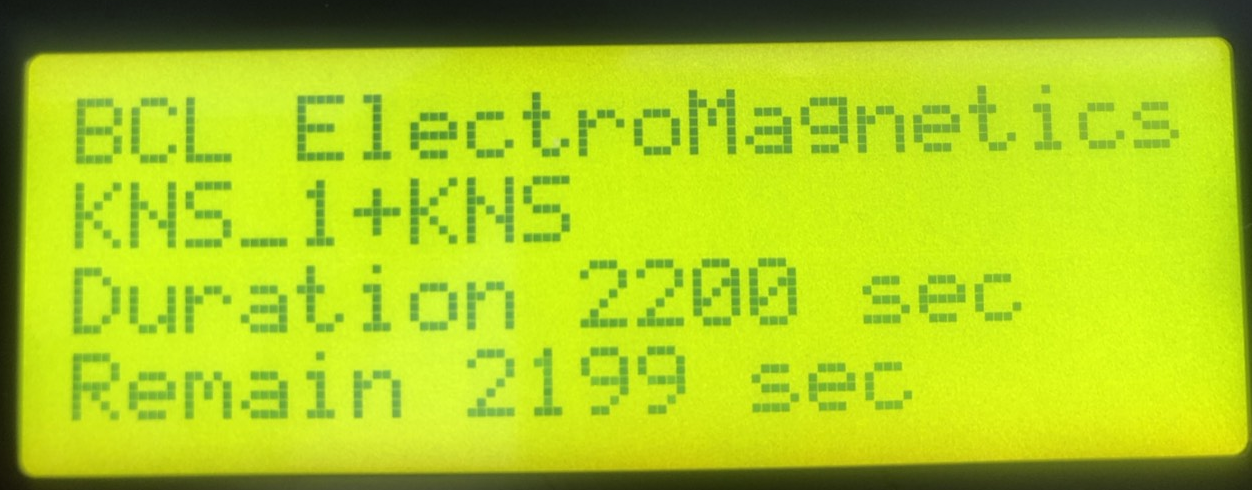 BCL ElectroMagnetics
KNS_1+KNS
Duration 2200 sec
Remain 2199 sec